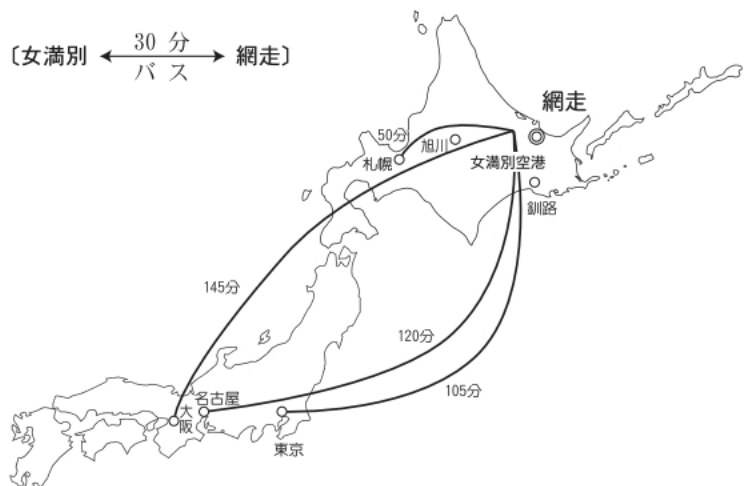 〔女満別 30 分 網走〕
バ ス
網走
50分
旭川
札幌
女満別空港
釧路
145分
120分
105分
名古屋
大阪
東京